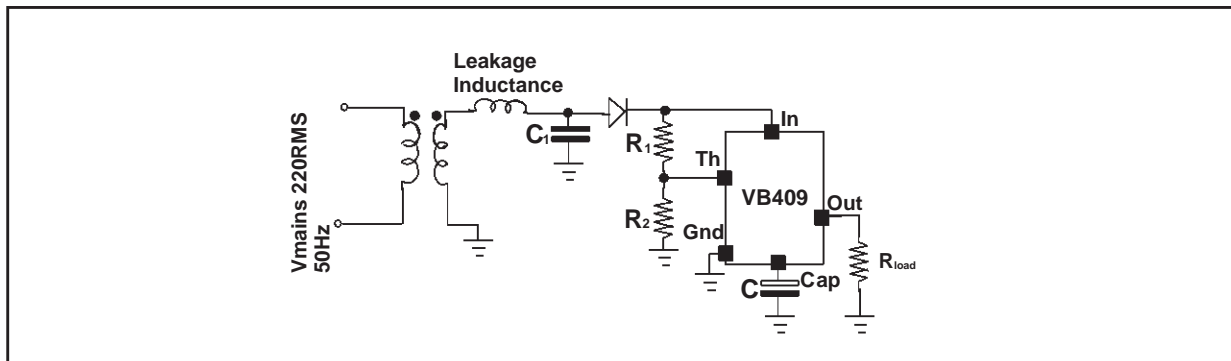 Leakage
Inductance
Vmains 220RMS
50Hz
C1
R1
R2
In
Th
VB409
Out
Gnd
Cap
C
Rload